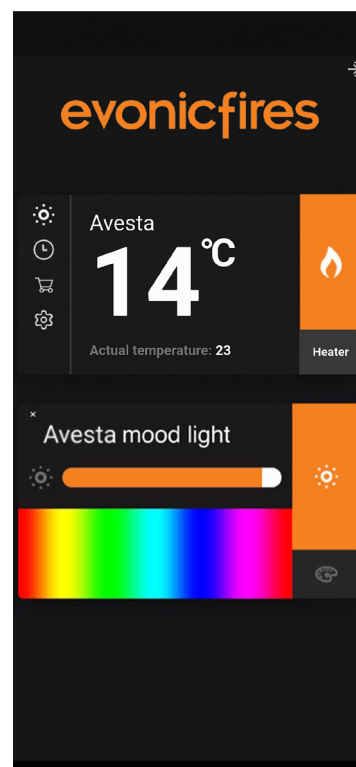 evonicfires
Avesta
14°C
Actual temperature: 23
Heater
Avesta mood light